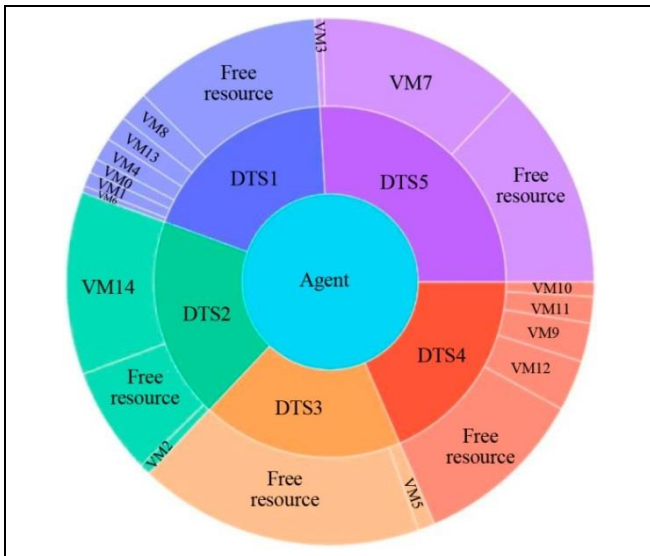 VM3
Free
resource
VM7
VM8
VM13
VM4
VM0
VM1
VM6
DTS1
DTS5
Free
resource
VM14
DTS2
Agent
VM10
VM11
VM9
VM12
DTS4
Free
resource
DTS3
Free
resource
VM2
Free
resource
VM5